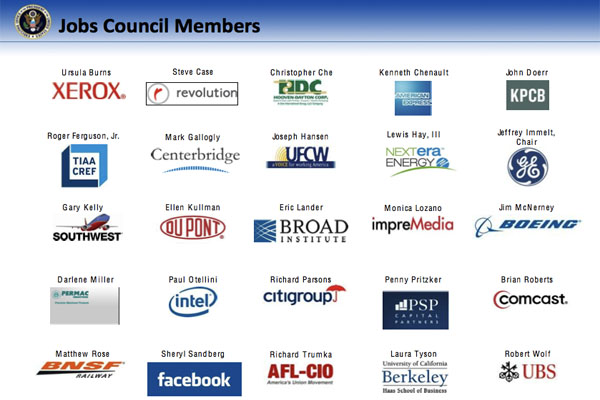 Jobs Council Members
Ursula Burns
XEROX
Steve Case
revolution
Christopher Che
HDC
HOOVEN-DAYTON CORP.
Kenneth Chenault
AMERICAN
EXPRESS
John Doerr
KPCB
Roger Ferguson, Jr.
TIAA
CREF
Mark Gallogly
Centerbridge
Joseph Hansen
UFCW
a VOICE for working America
Lewis Hay, III
NEXTera
ENERGY
Jeffrey Immelt,
Chair
GE
Gary Kelly
SOUTHWEST
Ellen Kullman
DU PONT
Eric Lander
BROAD
INSTITUTE
Monica Lozano
impreMedia
Jim McNerney
BOEING
Darlene Miller
PERMAC
Paul Otellini
intel
Richard Parsons
citigroup
Penny Pritzker
PSP
CAPITAL
PARTNERS
Brian Roberts
comcast
Matthew Rose
BNSF
RAILWAY
Sheryl Sandberg
facebook
Richard Trumka
AFL-CIO
America's Union Movement
Laura Tyson
University of California
Berkeley
Haas School of Business
Robert Wolf
UBS